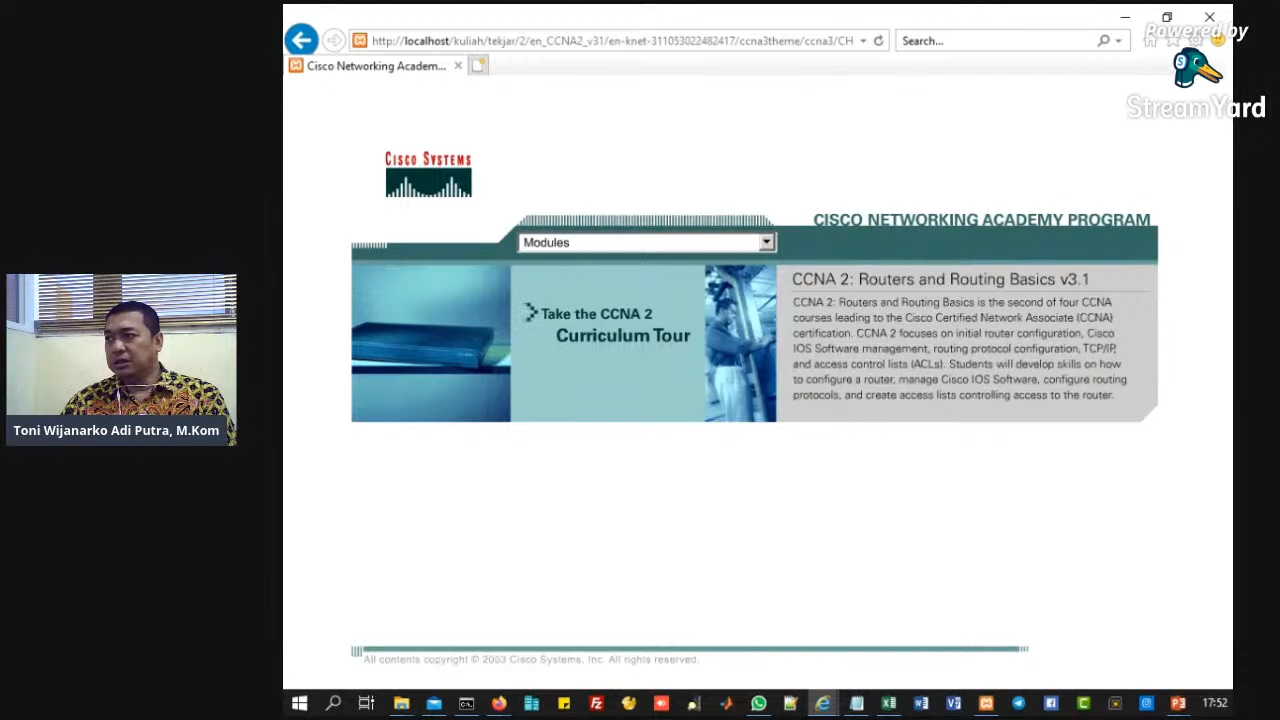 http://localhost/kuliah/tekjar/2/en_CCNA2_v31/en-knet-311053022482417/ccna3theme/ccna3/CH
Search...
Powered by
Cisco Networking Academ...
StreamYard
CISCO SYSTEMS
CISCO NETWORKING ACADEMY PROGRAM
Modules
Take the CCNA 2
Curriculum Tour
CCNA 2: Routers and Routing Basics v3.1
CCNA 2: Routers and Routing Basics is the second of four CCNA
courses leading to the Cisco Certified Network Associate (CCNA)
certification. CCNA 2 focuses on initial router configuration, Cisco
IOS Software management, routing protocol configuration, TCP/IP,
and access control lists (ACLs). Students will develop skills on how
to configure a router, manage Cisco IOS Software, configure routing
protocols, and create access lists controlling access to the router.
Toni Wijanarko Adi Putra, M.Kom
All contents copyright © 2003 Cisco Systems, Inc. All rights reserved.
17:52